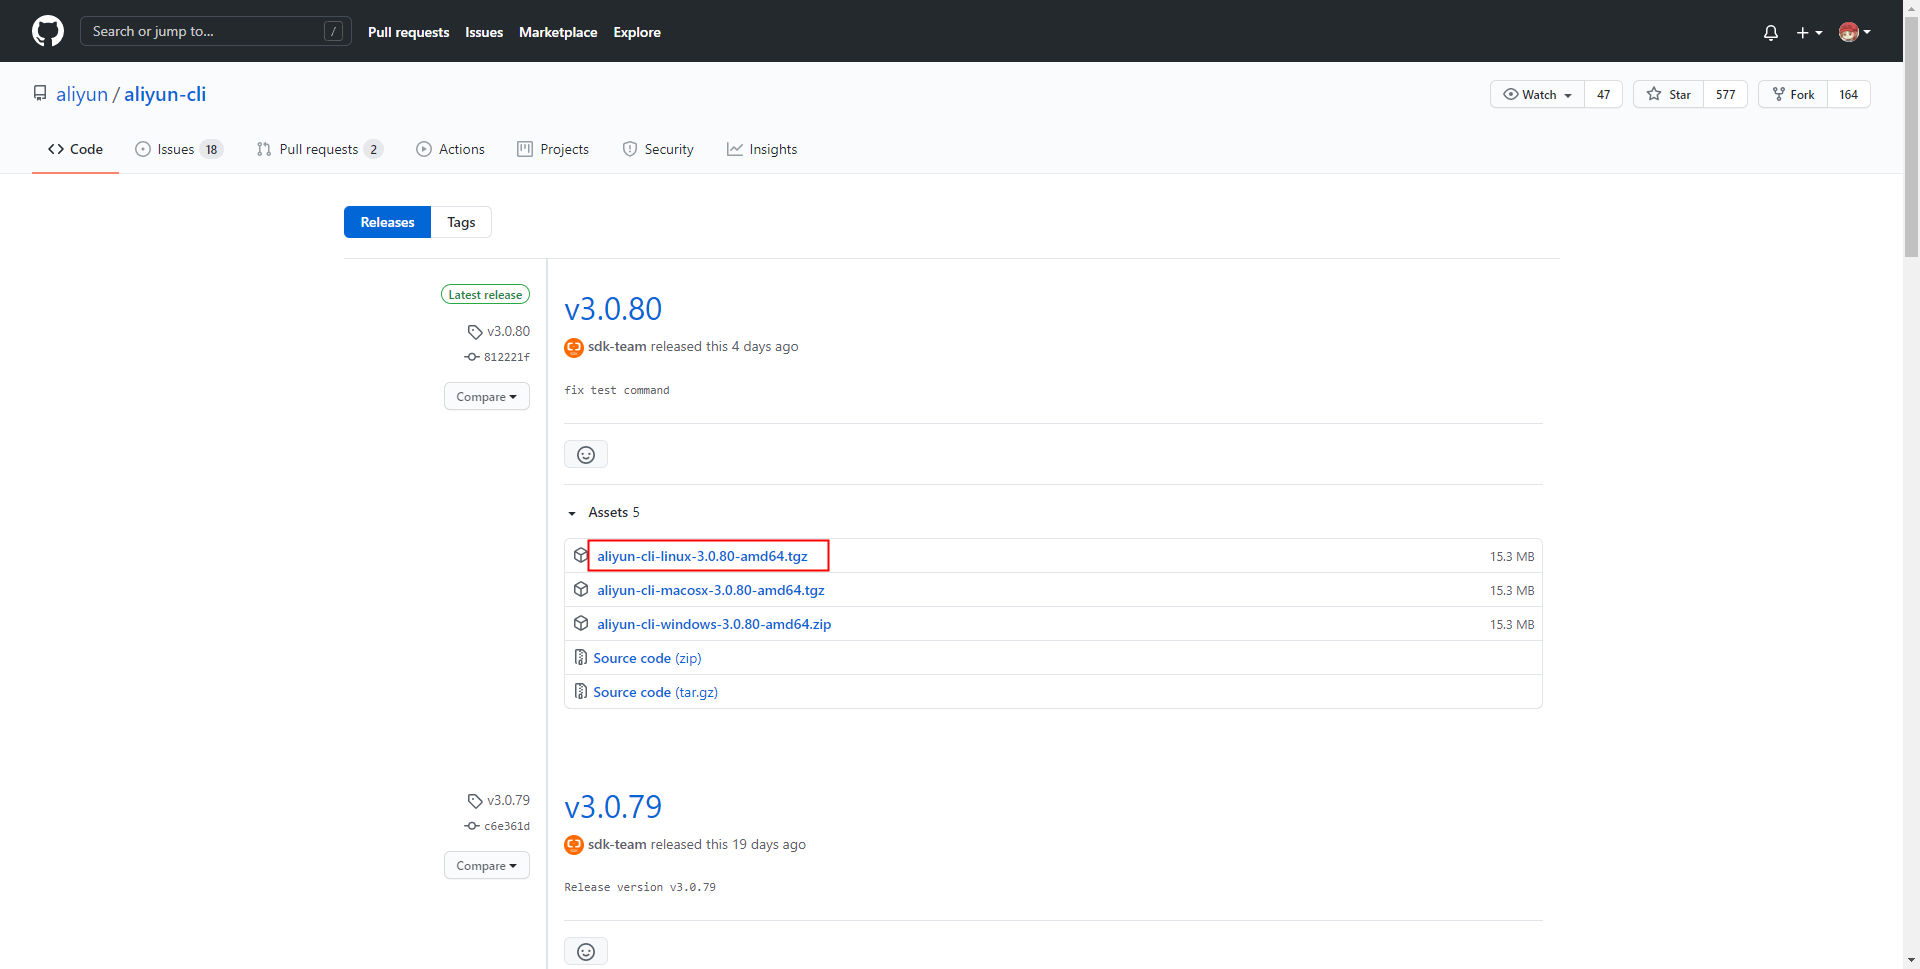 Search or jump to... /
Pull requests Issues Marketplace Explore
aliyun / aliyun-cli
Watch 47 Star 577 Fork 164
Code Issues 18 Pull requests 2 Actions Projects Security Insights
Releases Tags
Latest release
v3.0.80
812221f
Compare
v3.0.80
sdk-team released this 4 days ago
fix test command
Assets 5
aliyun-cli-linux-3.0.80-amd64.tgz 15.3 MB
aliyun-cli-macosx-3.0.80-amd64.tgz 15.3 MB
aliyun-cli-windows-3.0.80-amd64.zip 15.3 MB
Source code (zip)
Source code (tar.gz)
v3.0.79
c6e361d
Compare
v3.0.79
sdk-team released this 19 days ago
Release version v3.0.79